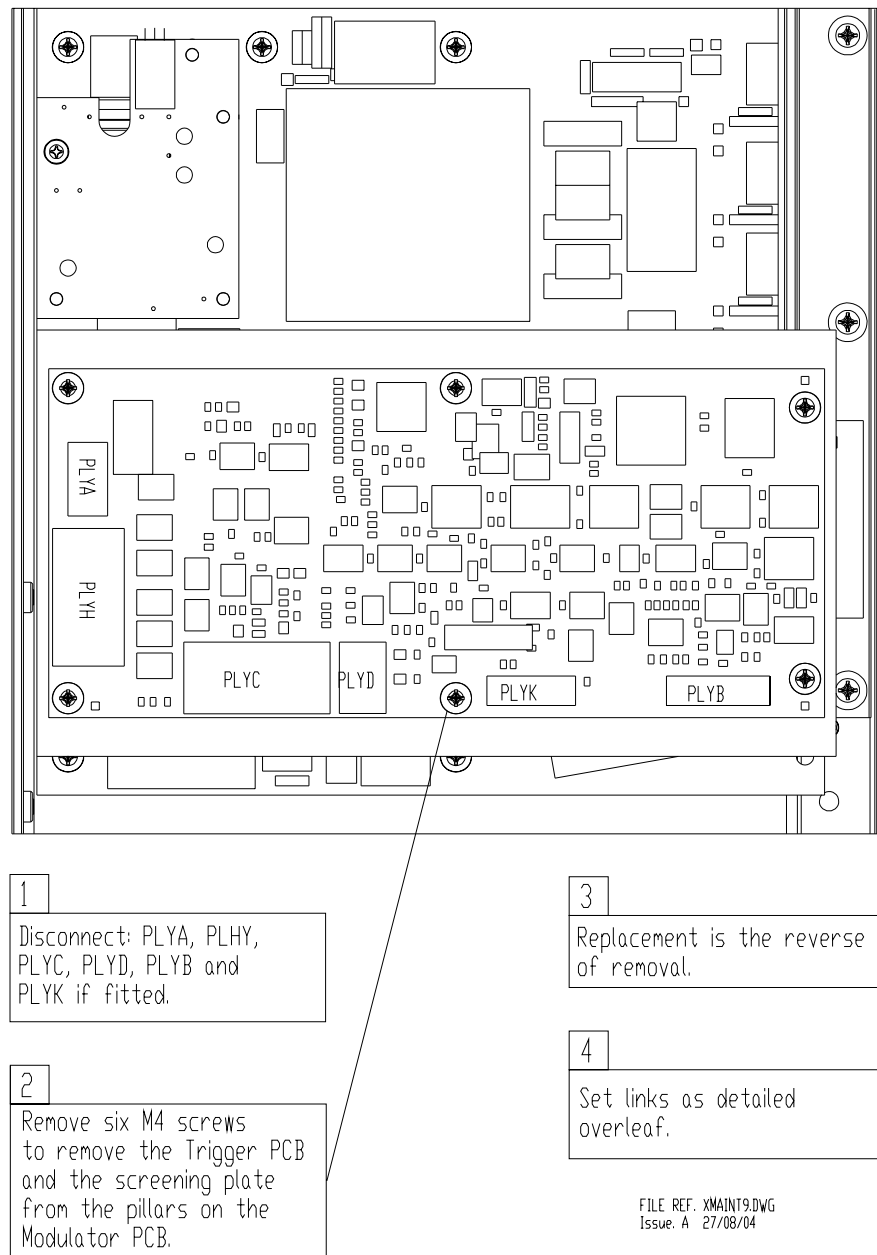 PLYA
PLYH
PLYC
PLYD
PLYK
PLYB
1
Disconnect: PLYA, PLHY,
PLYC, PLYD, PLYB and
PLYK if fitted.
2
Remove six M4 screws
to remove the Trigger PCB
and the screening plate
from the pillars on the
Modulator PCB.
3
Replacement is the reverse
of removal.
4
Set links as detailed
overleaf.
FILE REF. XMAINT9.DWG
Issue. A 27/08/04